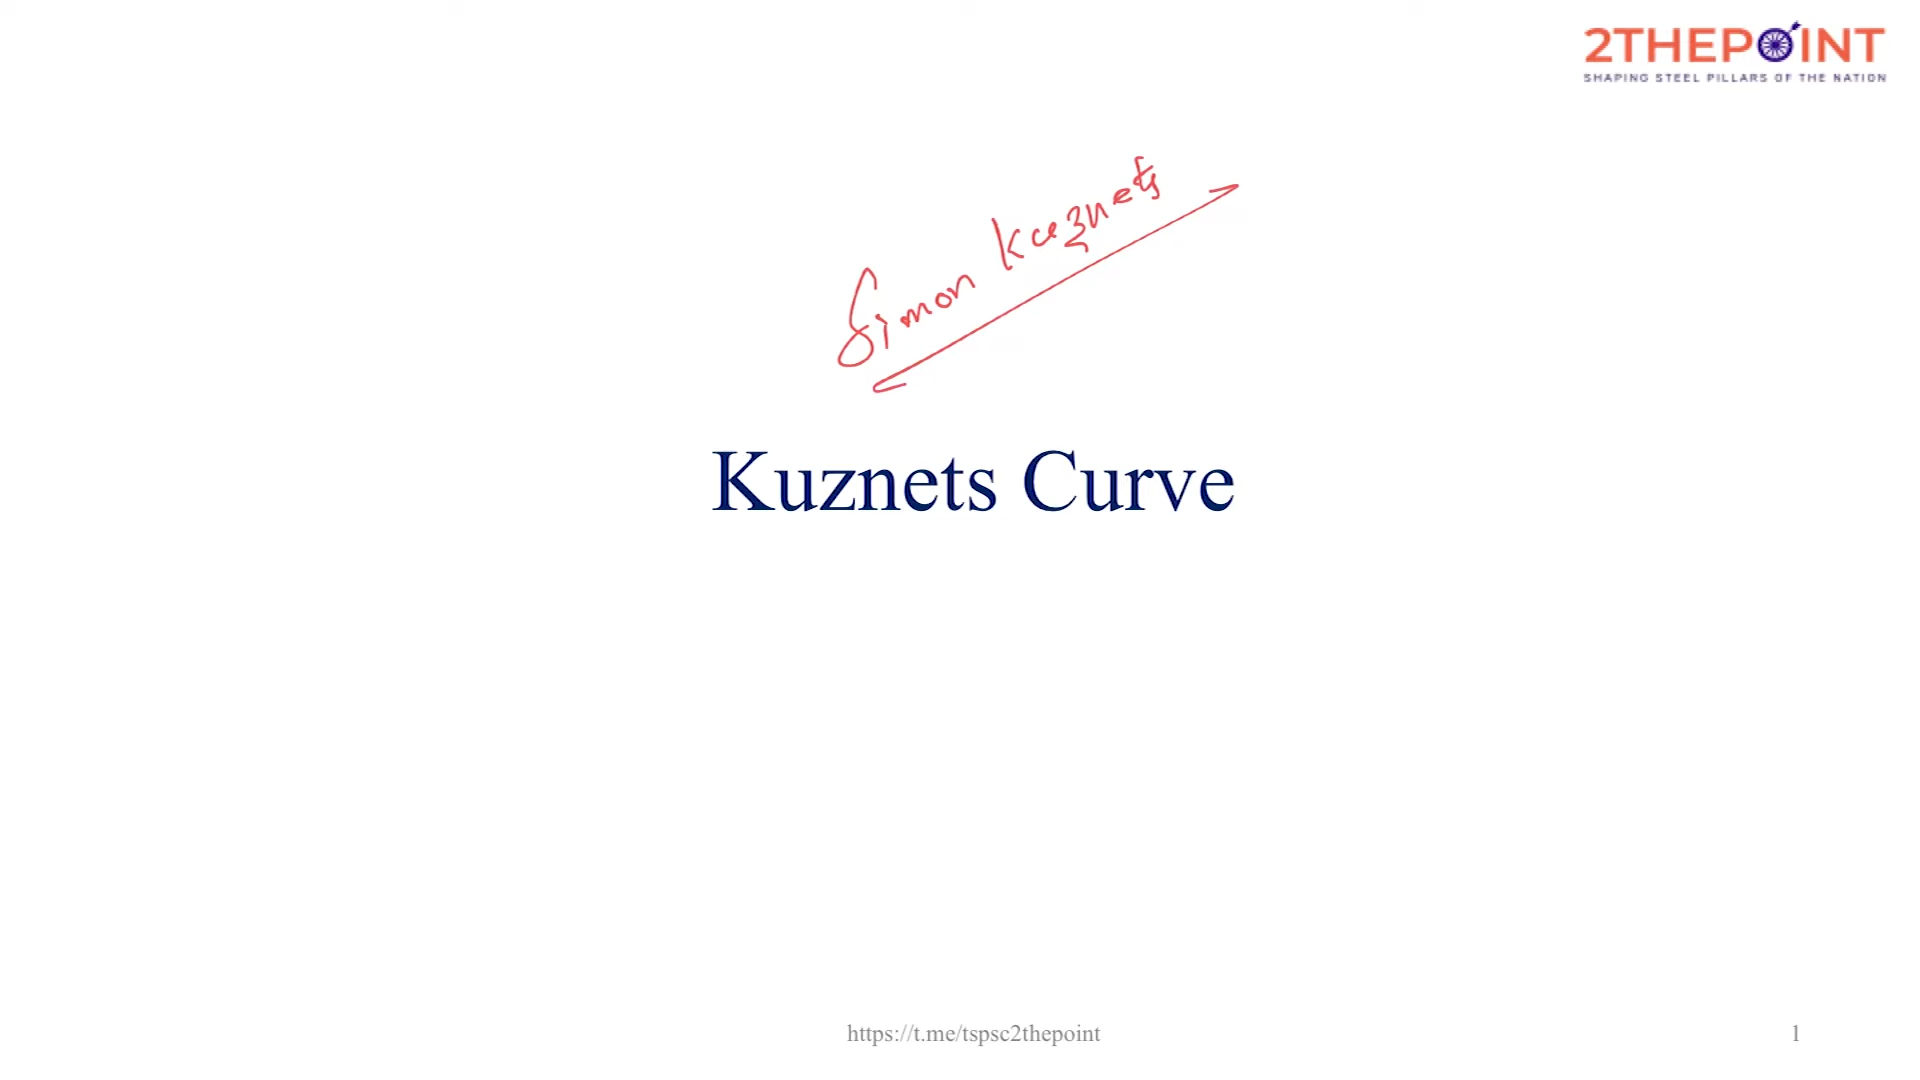 2THEPOINT
SHAPING STEEL PILLARS OF THE NATION
Simon Kuznets
Kuznets Curve
https://t.me/tspsc2thepoint
1